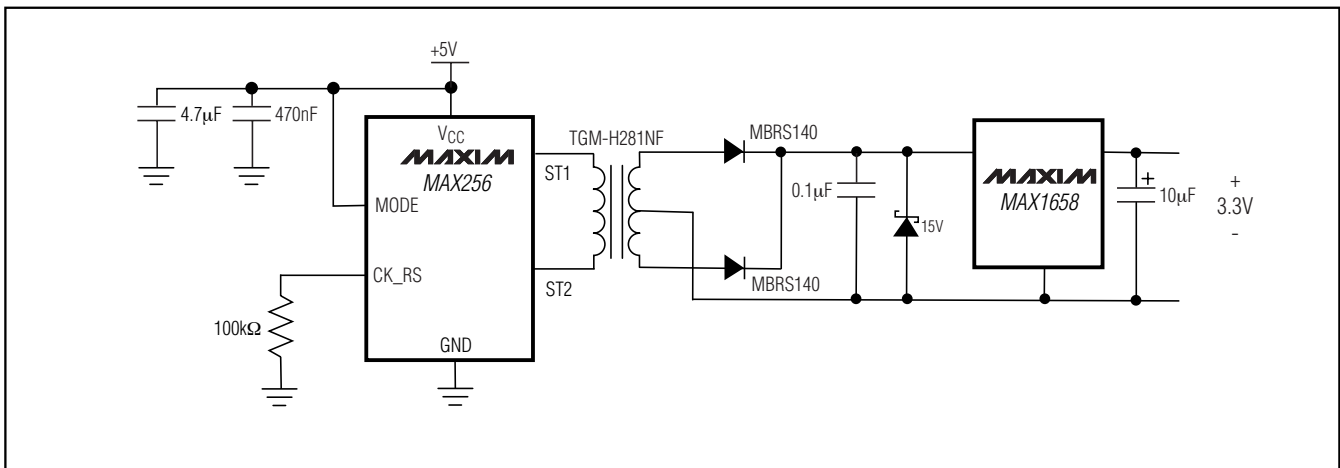 +5V
4.7μF
470nF
VCC
MAXIM
MAX256
MODE
CK_RS
GND
100kΩ
ST1
ST2
TGM-H281NF
MBRS140
MBRS140
0.1μF
15V
MAXIM
MAX1658
+
10μF
+
3.3V
-